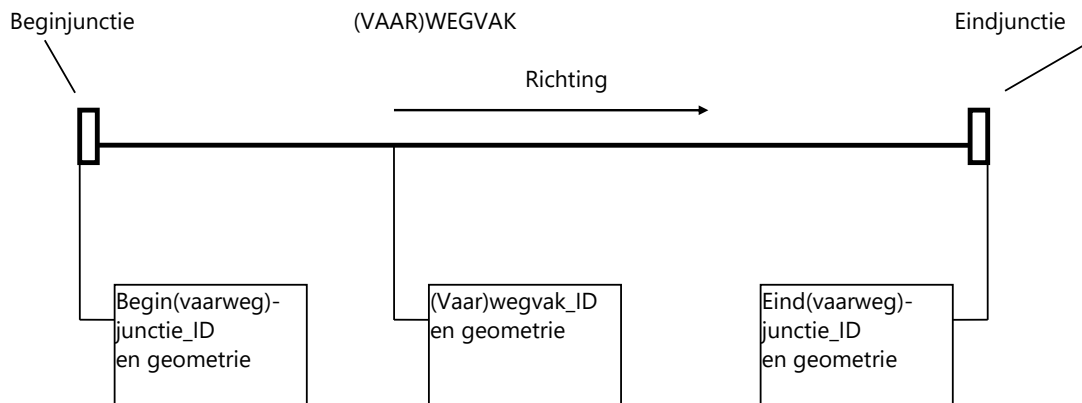 Beginjunctie
(VAAR)WEGVAK
Eindjunctie
Richting
Begin(vaarweg)-
junctie_ID
en geometrie
(Vaar)wegvak_ID
en geometrie
Eind(vaarweg)-
junctie_ID
en geometrie